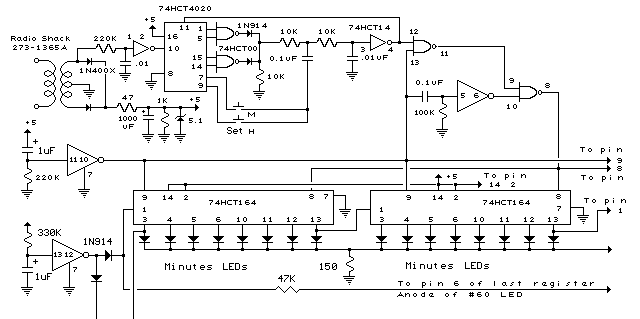 74HCT4020
Radio Shack
273-1365A
220K
1N400X
.01
+5
1 2
16
10
8
11
1
5
15
14
7
9
1N914
74HCT00
10K
10K
0.1uF
10K
74HCT14
3 4
.01uF
12
13
11
47
1K
+5
1000
uF
5.1
M
Set H
0.1uF
100K
5 6
9
10
8
+5
1uF
220K
11 10
7
To pin
9
8
To pin
9
1
3
14 2
74HCT164
8 7
4 5 6 10 11 12 13
+5
To pin
14 2
9
14 2
1
3
74HCT164
8
7
4 5 6 10 11 12 13
To pin
1
330K
1uF
13 12
7
1N914
Minutes LEDs
150
Minutes LEDs
47K
To pin 6 of last register
Anode of #60 LED